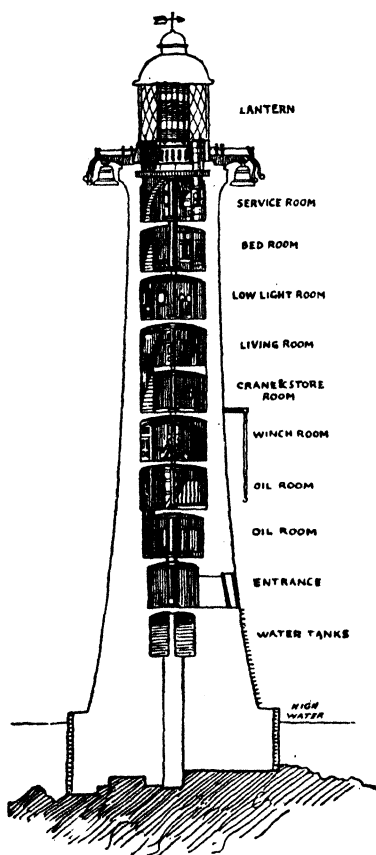 LANTERN
SERVICE ROOM
BED ROOM
LOW LIGHT ROOM
LIVING ROOM
CRANE & STORE
ROOM
WINCH ROOM
OIL ROOM
OIL ROOM
ENTRANCE
WATER TANKS
HIGH
WATER